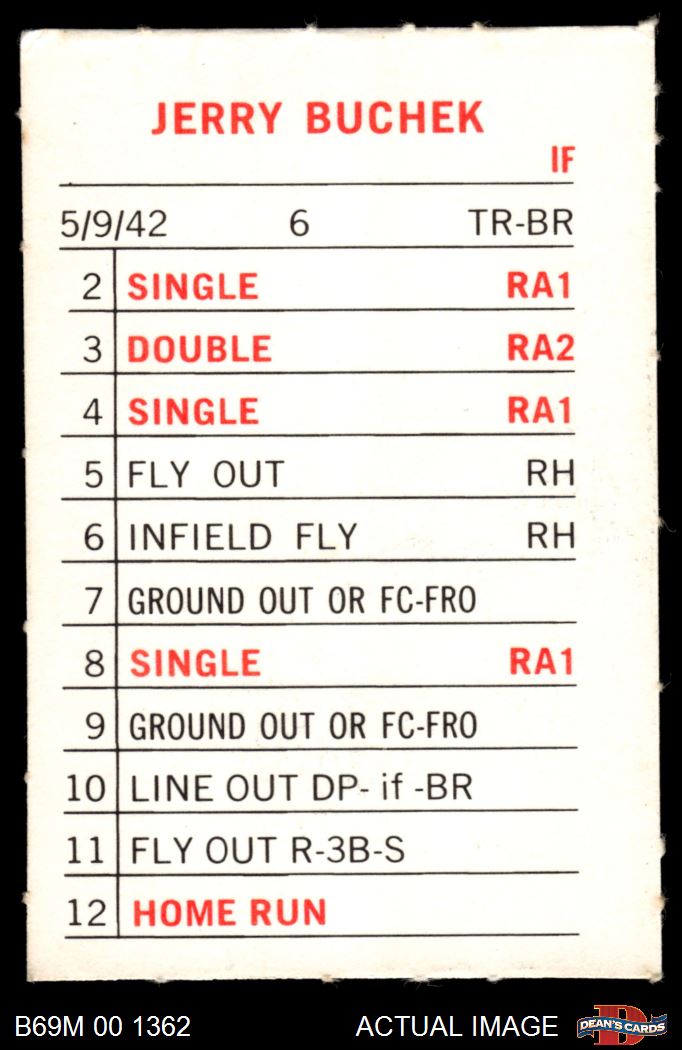 JERRY BUCHEK
IF
5/9/42 6 TR-BR
2 SINGLE RA1
3 DOUBLE RA2
4 SINGLE RA1
5 FLY OUT RH
6 INFIELD FLY RH
7 GROUND OUT OR FC-FRO
8 SINGLE RA1
9 GROUND OUT OR FC-FRO
10 LINE OUT DP- if -BR
11 FLY OUT R-3B-S
12 HOME RUN
B69M 00 1362 ACTUAL IMAGE D DEAN'S CARDS